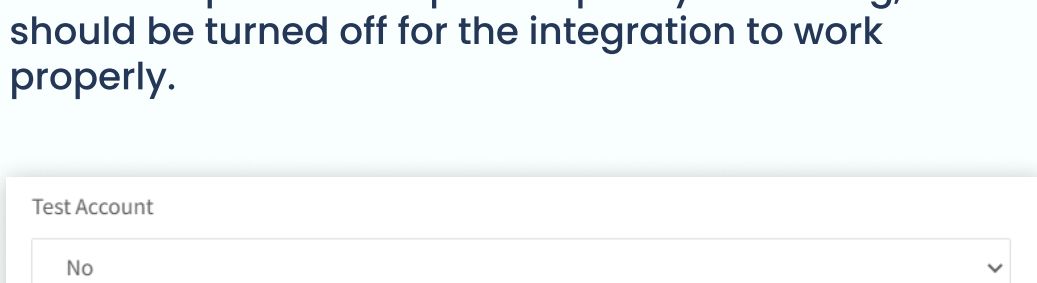 should be turned off for the integration to work
properly.
Test Account
No